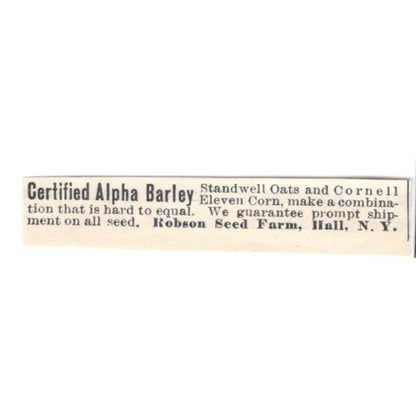 Certified Alpha Barley Standwell Oats and Cornell
Eleven Corn, make a combina-
tion that is hard to equal. We guarantee prompt ship-
ment on all seed. Robson Seed Farm, Hall, N. Y.